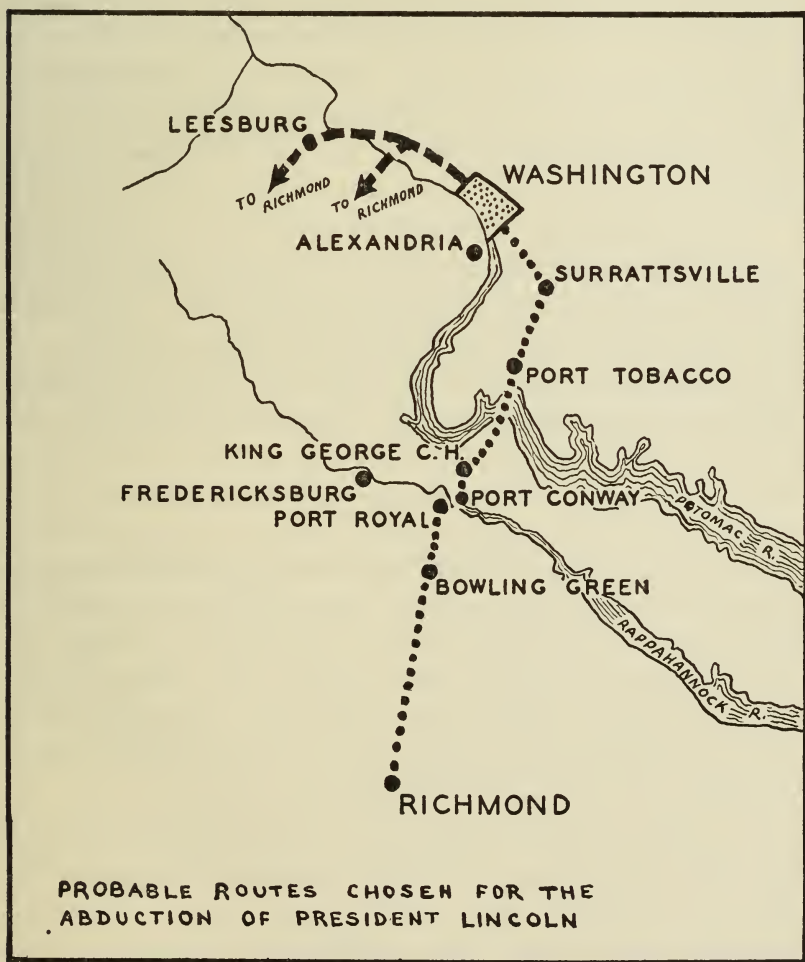 LEESBURG
WASHINGTON
TO RICHMOND
TO RICHMOND
ALEXANDRIA
SURRATTSVILLE
PORT TOBACCO
KING GEORGE C.H.
FREDERICKSBURG
PORT CONWAY
PORT ROYAL
POTOMAC R.
BOWLING GREEN
RAPPAHANNOCK R.
RICHMOND
PROBABLE ROUTES CHOSEN FOR THE
ABDUCTION OF PRESIDENT LINCOLN